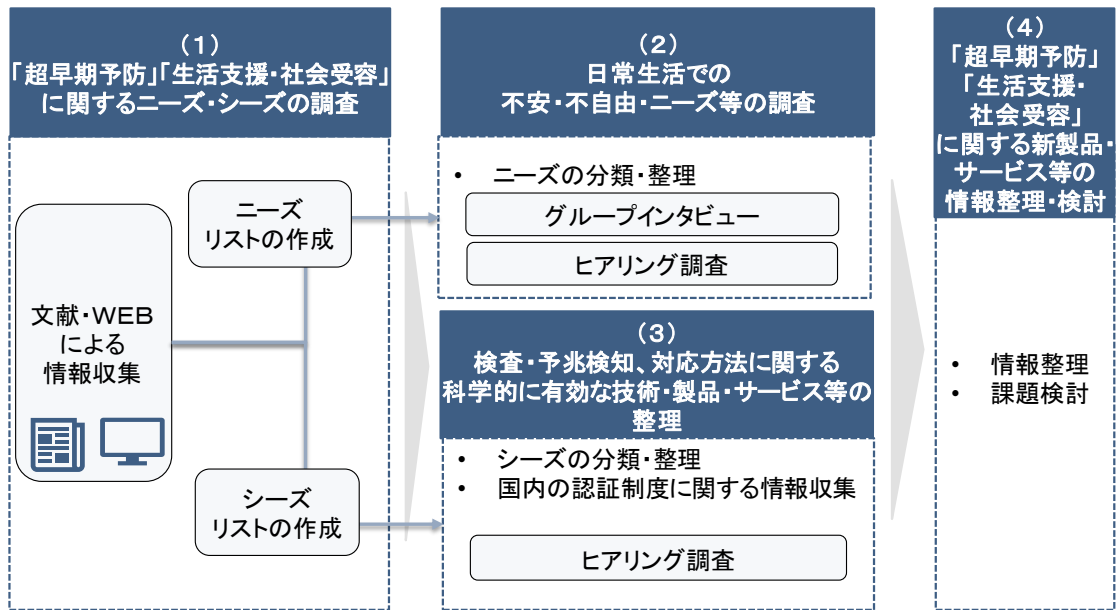 (1)
「超早期予防」「生活支援・社会受容」
に関するニーズ・シーズの調査
文献・WEB
による
情報収集
ニーズ
リストの作成
シーズ
リストの作成
(2)
日常生活での
不安・不自由・ニーズ等の調査
• ニーズの分類・整理
グループインタビュー
ヒアリング調査
(3)
検査・予兆検知、対応方法に関する
科学的に有効な技術・製品・サービス等の
整理
• シーズの分類・整理
• 国内の認証制度に関する情報収集
ヒアリング調査
(4)
「超早期予防」
「生活支援・
社会受容」
に関する新製品・
サービス等の
情報整理・検討
• 情報整理
• 課題検討